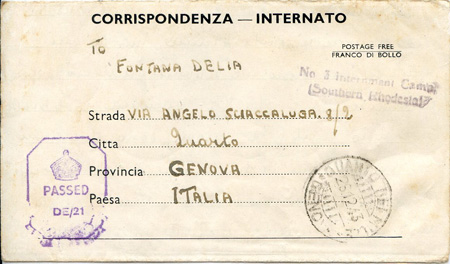 CORRISPONDENZA — INTERNATO
POSTAGE FREE
FRANCO DI BOLLO
To
FONTANA DELIA
No 3 Internment Camp
(Southern Rhodesia)
Strada VIA ANGELO SCIACCALUGA. 2/2
Citta Quarto
Provincia GENOVA
Paesa ITALIA
PASSED
DE/21